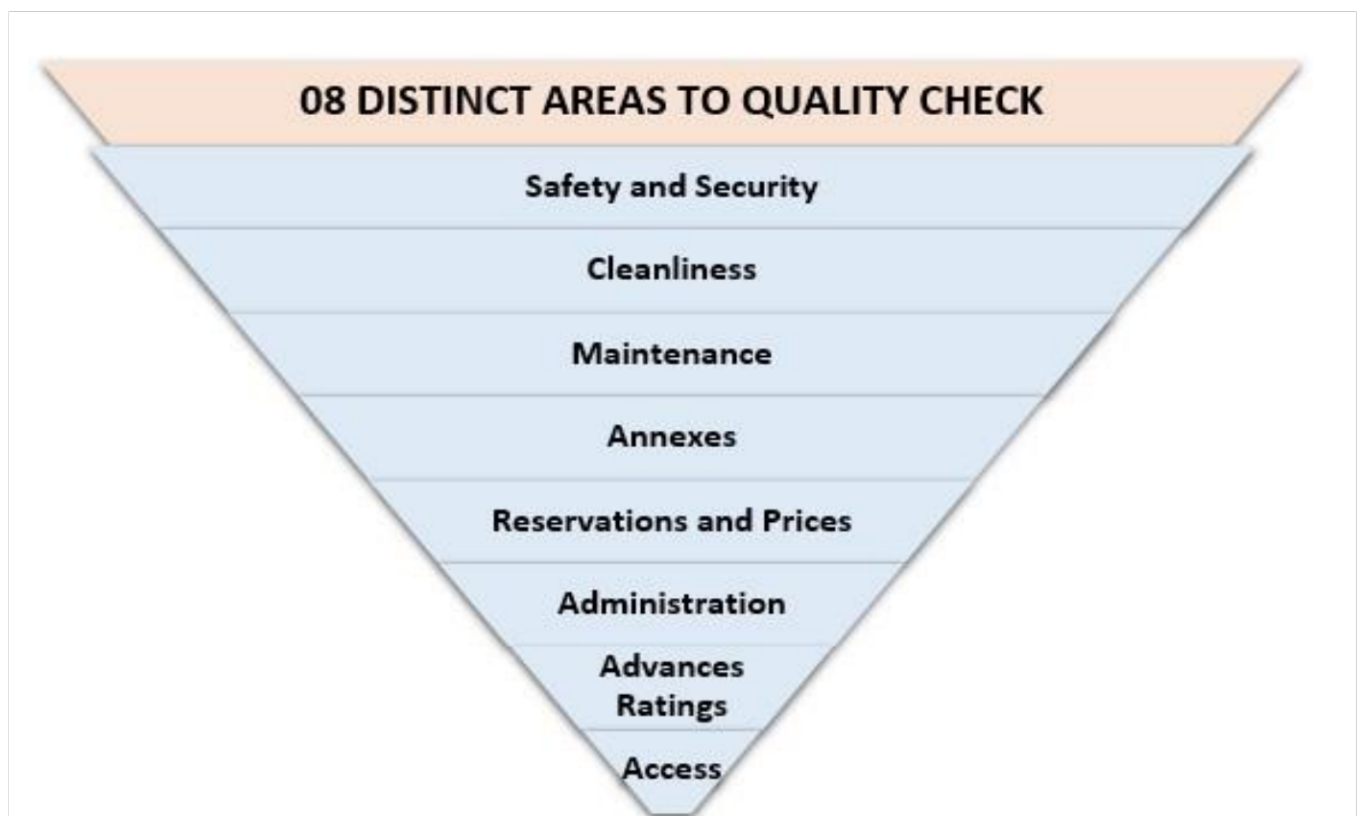 08 DISTINCT AREAS TO QUALITY CHECK
Safety and Security
Cleanliness
Maintenance
Annexes
Reservations and Prices
Administration
Advances
Ratings
Access